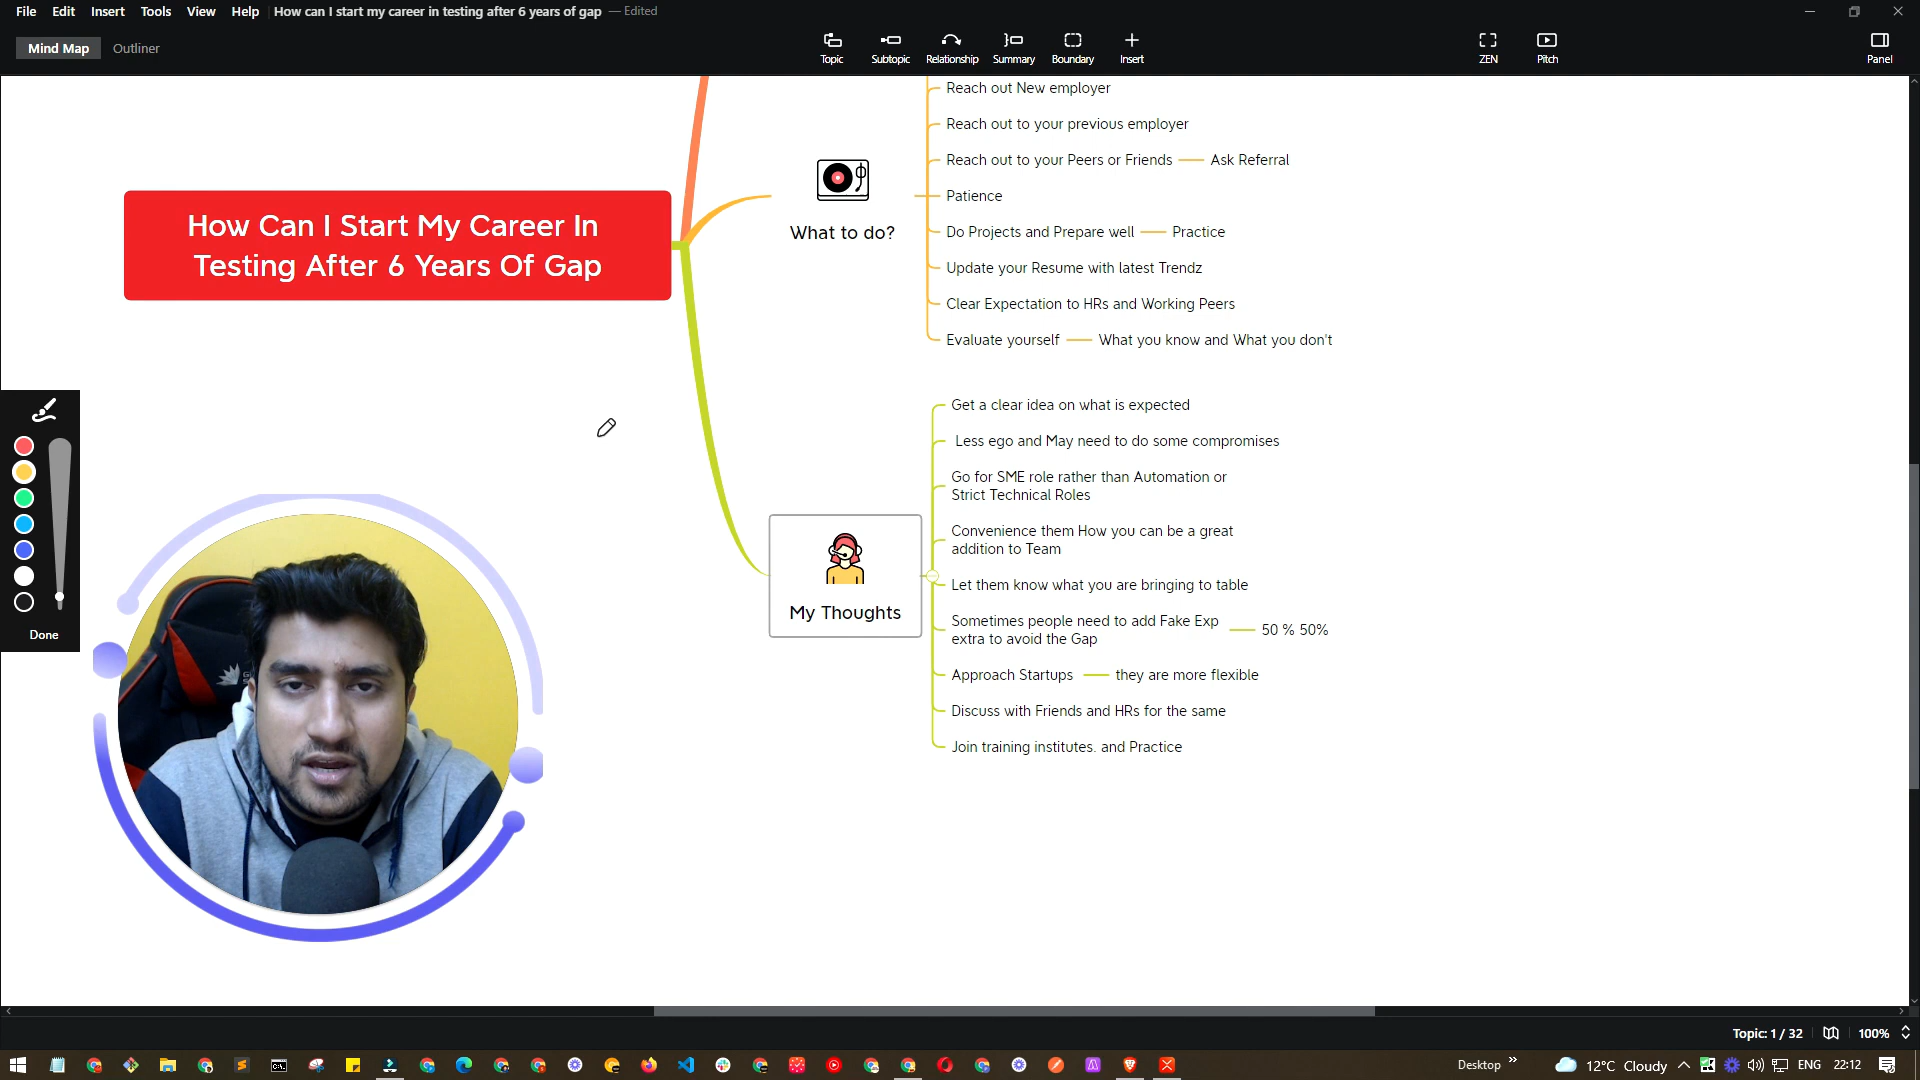 File Edit Insert Tools View Help How can I start my career in testing after 6 years of gap — Edited
Mind Map Outliner
Topic Subtopic Relationship Summary Boundary Insert ZEN Pitch Panel
Reach out New employer
Reach out to your previous employer
Reach out to your Peers or Friends Ask Referral
Patience
Do Projects and Prepare well Practice
Update your Resume with latest Trendz
Clear Expectation to HRs and Working Peers
Evaluate yourself What you know and What you don't
What to do?
How Can I Start My Career In
Testing After 6 Years Of Gap
Get a clear idea on what is expected
Less ego and May need to do some compromises
Go for SME role rather than Automation or
Strict Technical Roles
Convenience them How you can be a great
addition to Team
Let them know what you are bringing to table
Sometimes people need to add Fake Exp
extra to avoid the Gap
50 % 50%
Approach Startups they are more flexible
Discuss with Friends and HRs for the same
Join training institutes. and Practice
My Thoughts
Done
Topic: 1 / 32 100%
Desktop 12°C Cloudy ENG 22:12